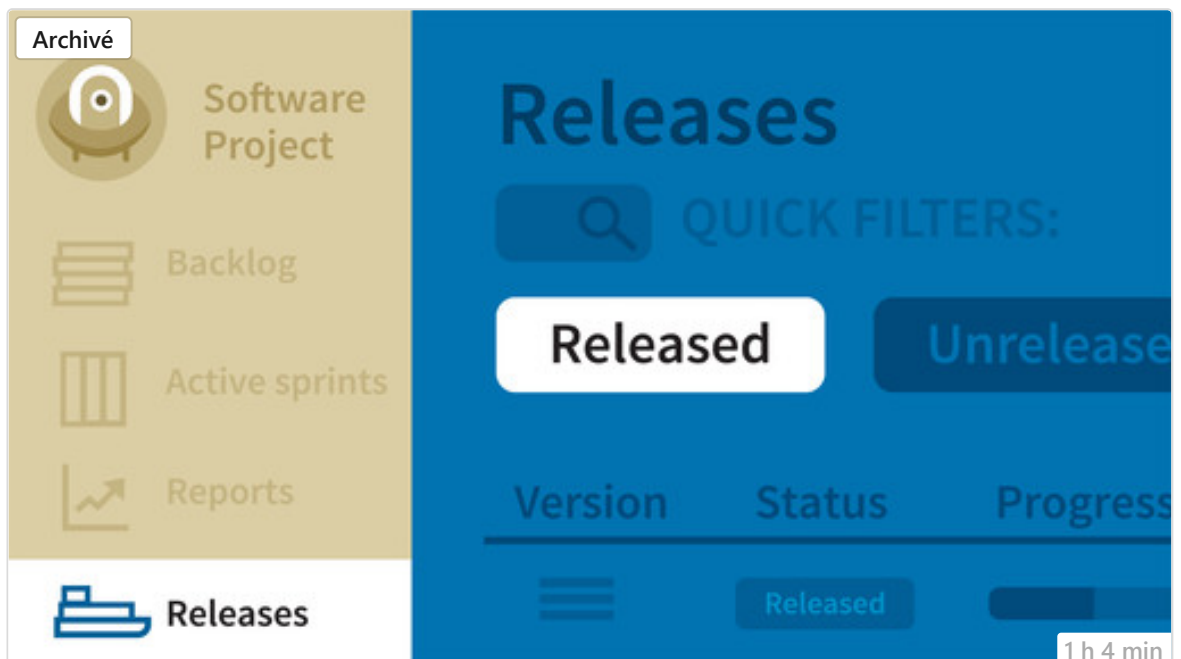 Archivé
Software
Project
Backlog
Active sprints
Reports
Releases
Releases
QUICK FILTERS:
Released
Unrelease
Version Status Progress
Released
1 h 4 min